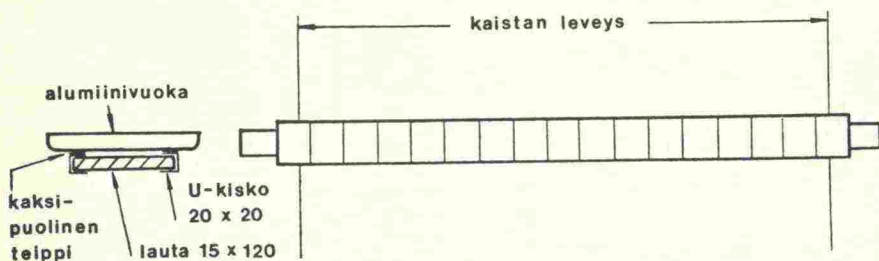 kaistan leveys
alumiinivuoka
kaksi-
puolinen
teippi
U-kisko
20 x 20
lauta 15 x 120